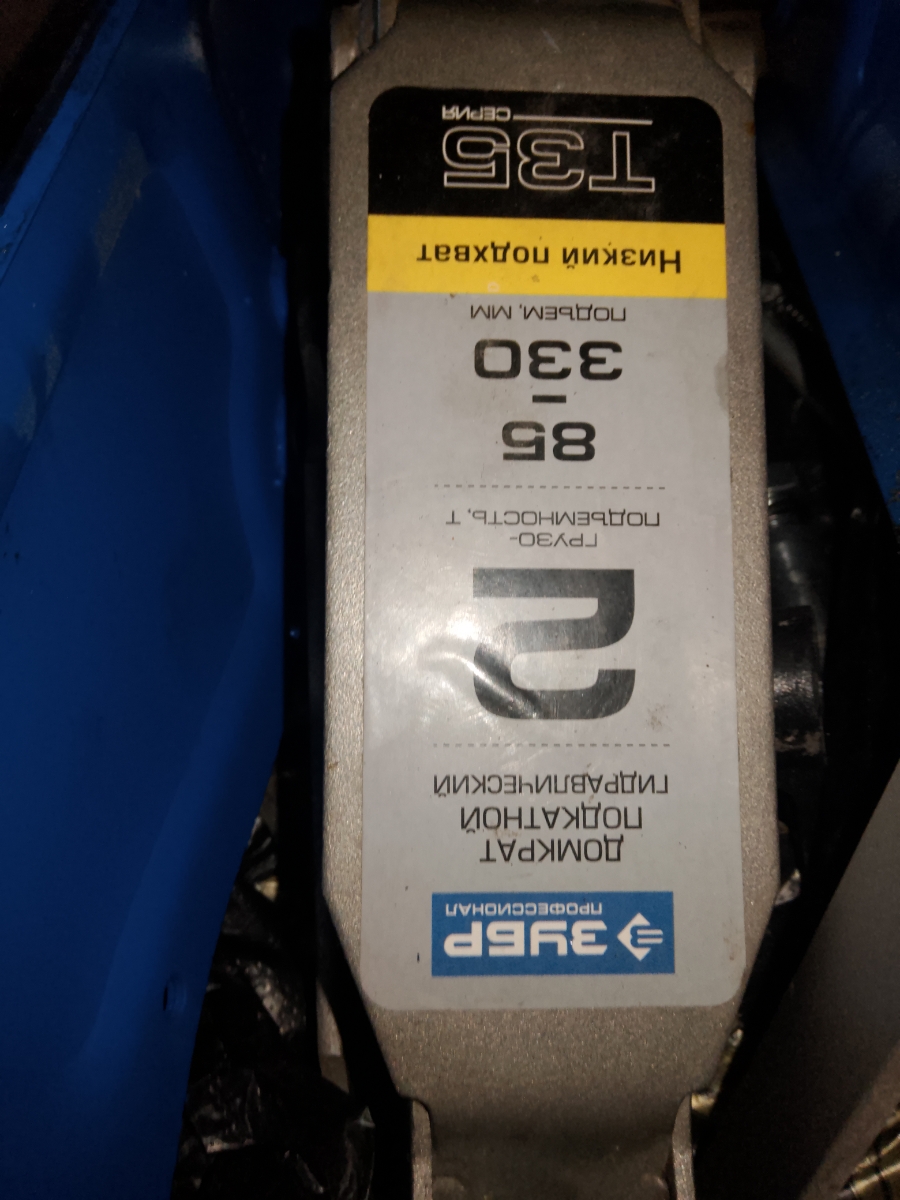 ЗУБР
ПРОФЕССИОНАЛ
ДОМКРАТ
ПОДКАТНОЙ
ГИДРАВЛИЧЕСКИЙ
2
ГРУЗО-
ПОДЪЕМНОСТЬ, Т
85
–
330
ПОДЪЕМ, ММ
Низкий подхват
Т35
СЕРИЯ